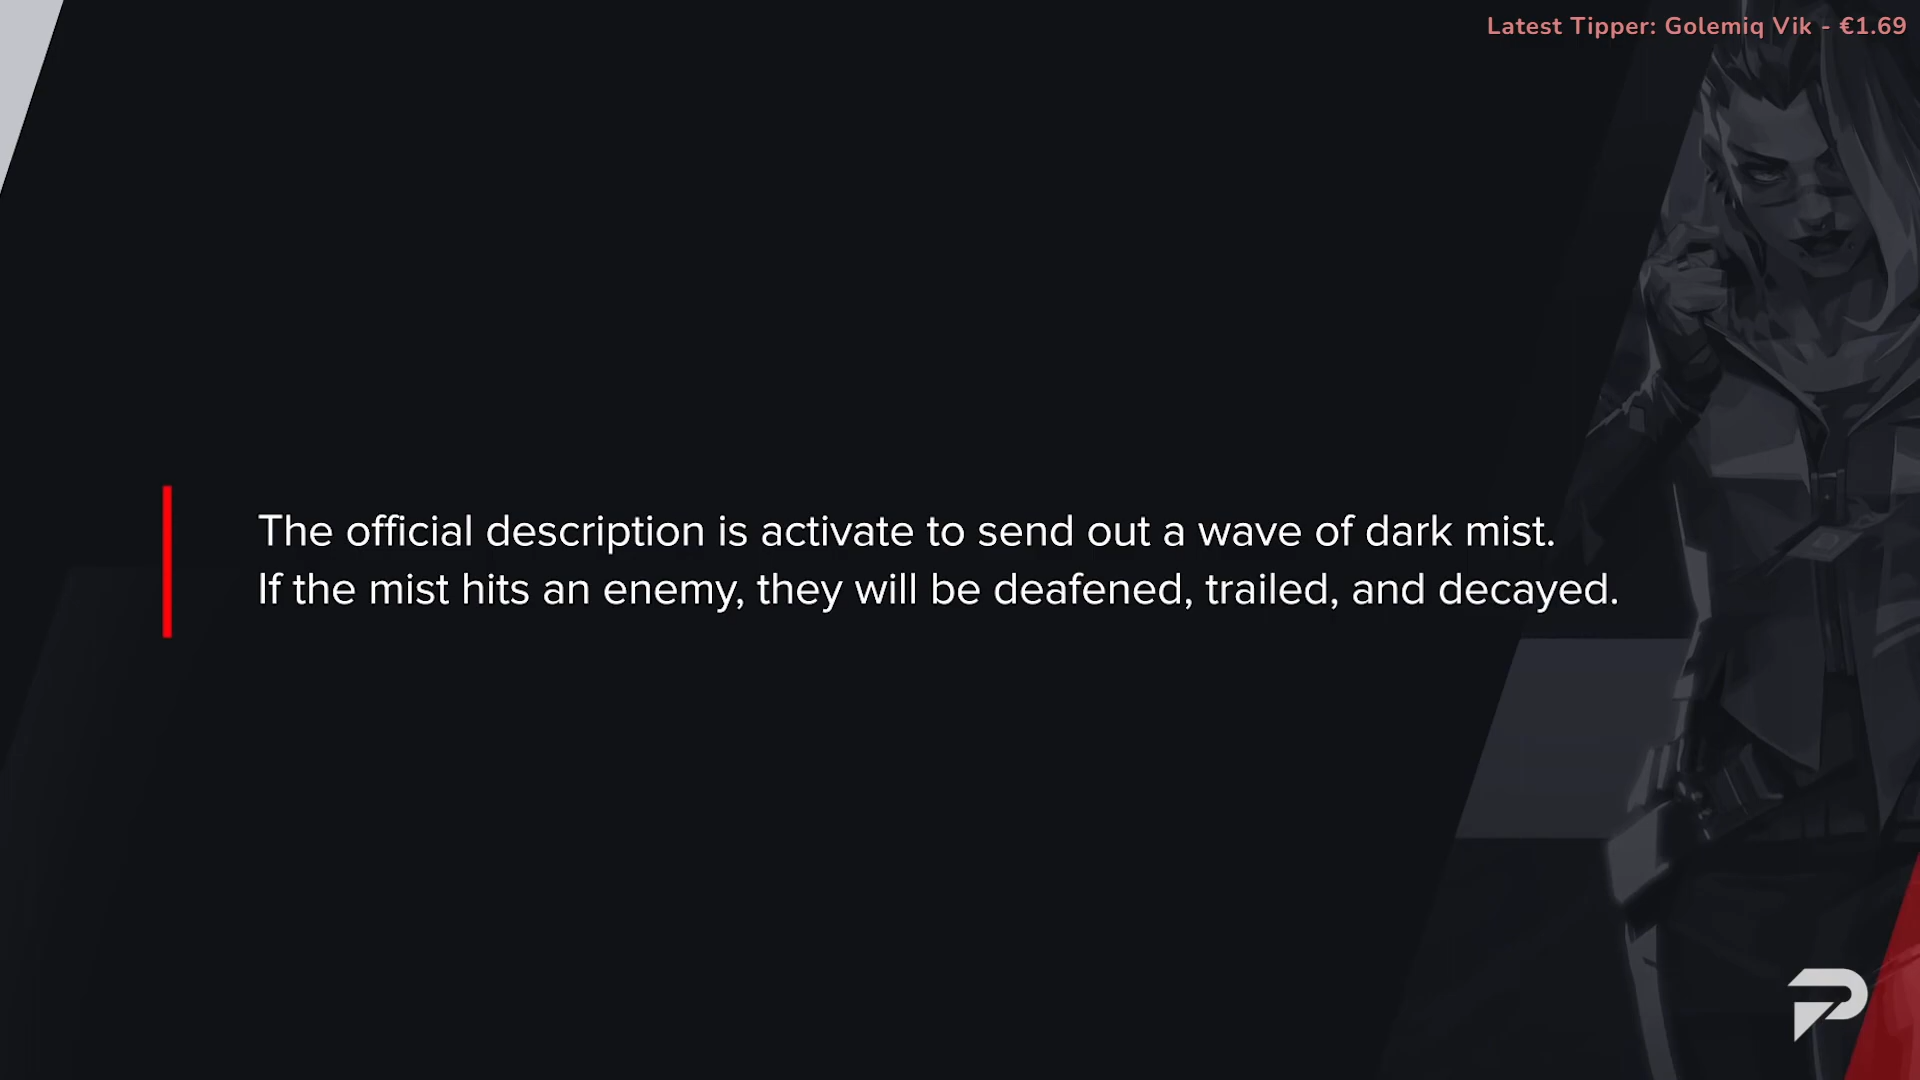 Latest Tipper: Golemiq Vik - €1.69
The official description is activate to send out a wave of dark mist.
If the mist hits an enemy, they will be deafened, trailed, and decayed.